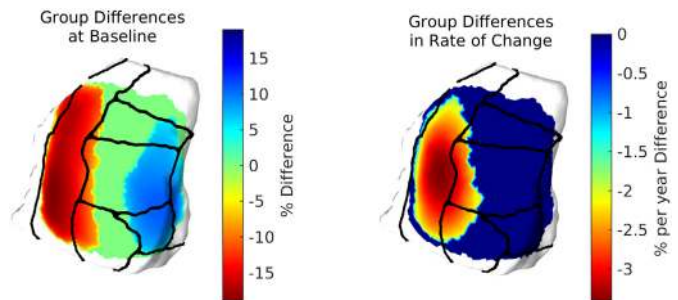 Group Differences
at Baseline
15
10
5
0
-5
-10
-15
% Difference
Group Differences
in Rate of Change
0
-0.5
-1
-1.5
-2
-2.5
-3
% per year Difference